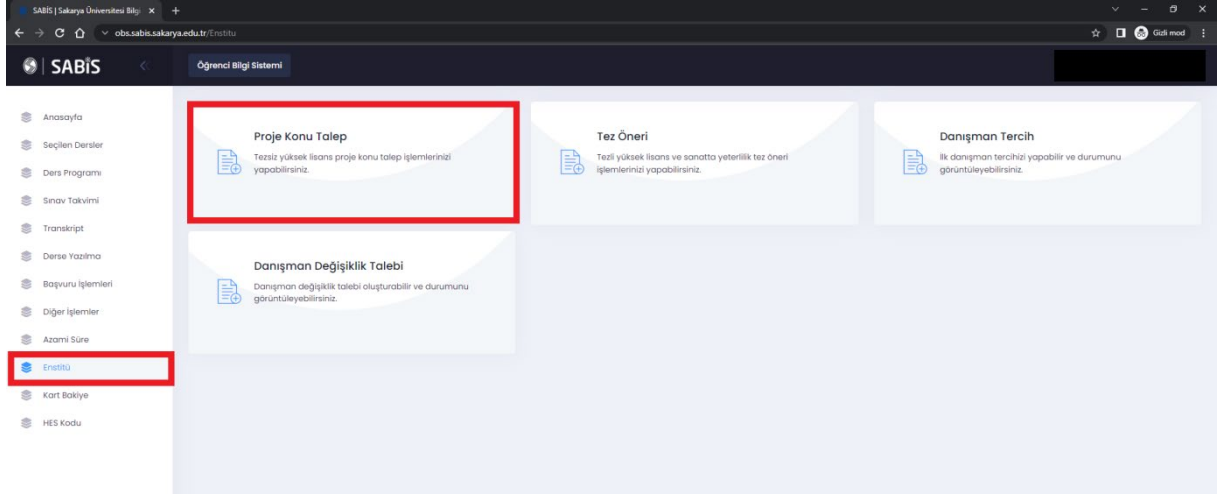 SABİS | Sakarya Üniversitesi Bilgi
obs.sabis.sakarya.edu.tr/Enstitu
Gizli mod
SABİS
Öğrenci Bilgi Sistemi
Anasayfa
Seçilen Dersler
Ders Programı
Sınav Takvimi
Transkript
Derse Yazılma
Başvuru İşlemleri
Diğer İşlemler
Azami Süre
Enstitü
Kart Bakiye
HES Kodu
Proje Konu Talep
Tezsiz yüksek lisans proje konu talep işlemlerinizi
yapabilirsiniz.
Tez Öneri
Tezli yüksek lisans ve sanatta yeterlilik tez öneri
işlemlerinizi yapabilirsiniz.
Danışman Tercih
İlk danışman tercihizi yapabilir ve durumunu
görüntüleyebilirsiniz.
Danışman Değişiklik Talebi
Danışman değişiklik talebi oluşturabilir ve durumunu
görüntüleyebilirsiniz.